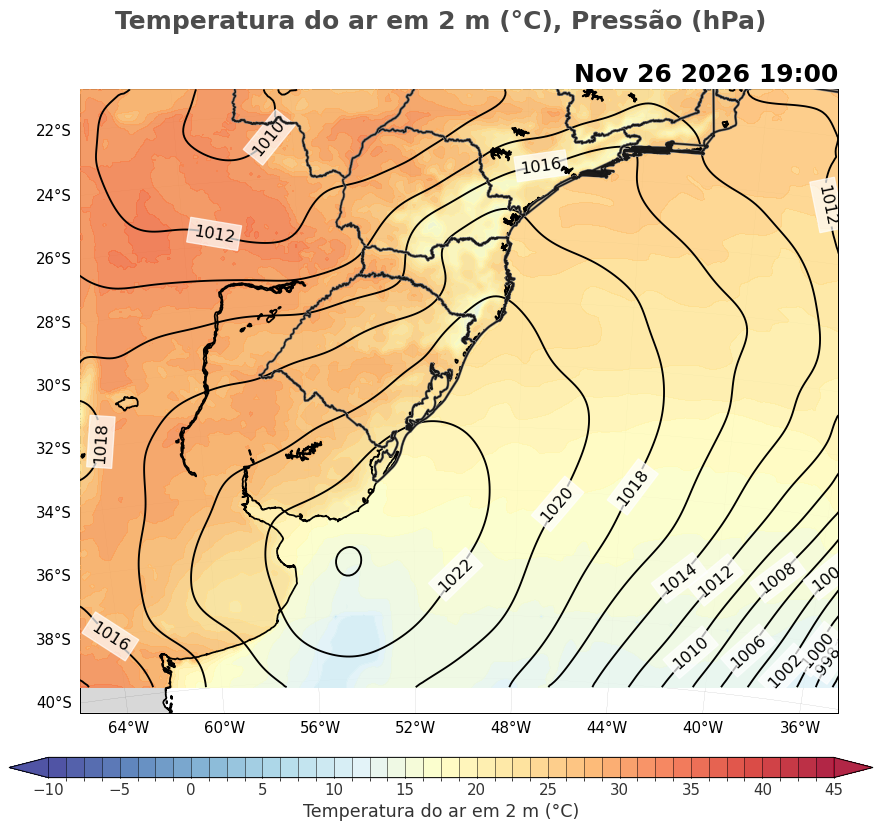 Temperatura do ar em 2 m (°C), Pressão (hPa)
Nov 26 2026 19:00
22°S
24°S
26°S
28°S
30°S
32°S
34°S
36°S
38°S
40°S
1010
1016
1012
1012
1018
1020
1018
1022
1014
1012
1008
1016
1010
1006
1002
1000
998
64°W
60°W
56°W
52°W
48°W
44°W
40°W
36°W
−10
−5
0
5
10
15
20
25
30
35
40
45
Temperatura do ar em 2 m (°C)